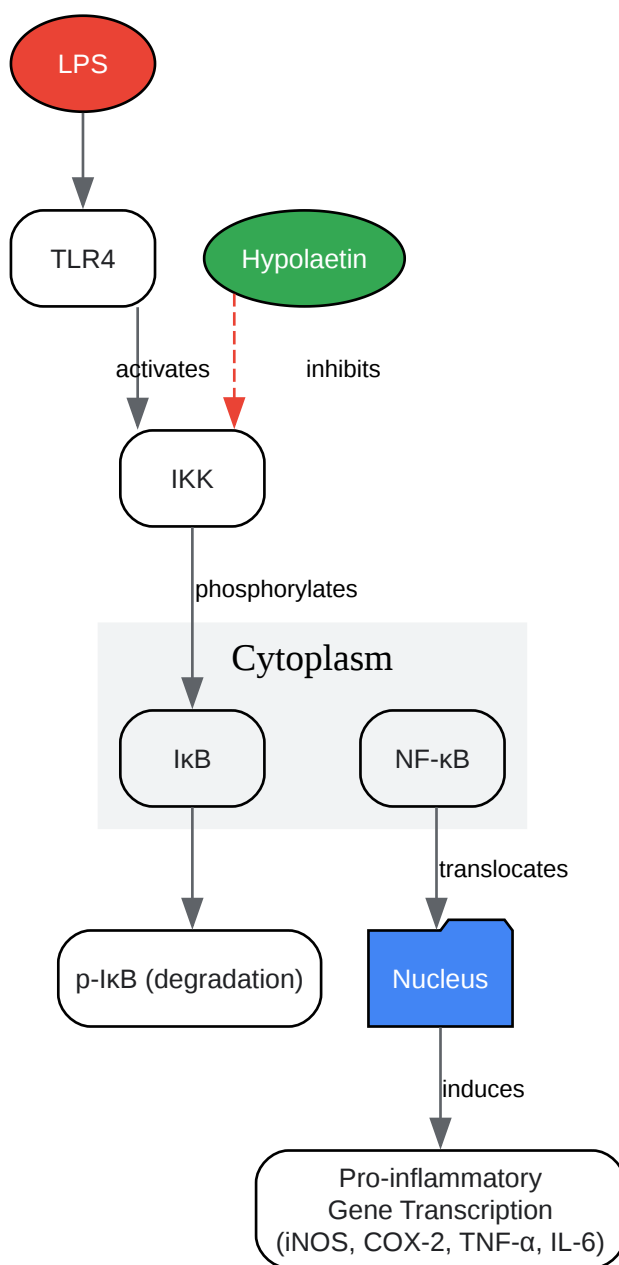 LPS
TLR4
Hypolaetin
activates
inhibits
IKK
phosphorylates
Cytoplasm
IκB
NF-κB
translocates
p-IκB (degradation)
Nucleus
induces
Pro-inflammatory
Gene Transcription
(iNOS, COX-2, TNF-α, IL-6)